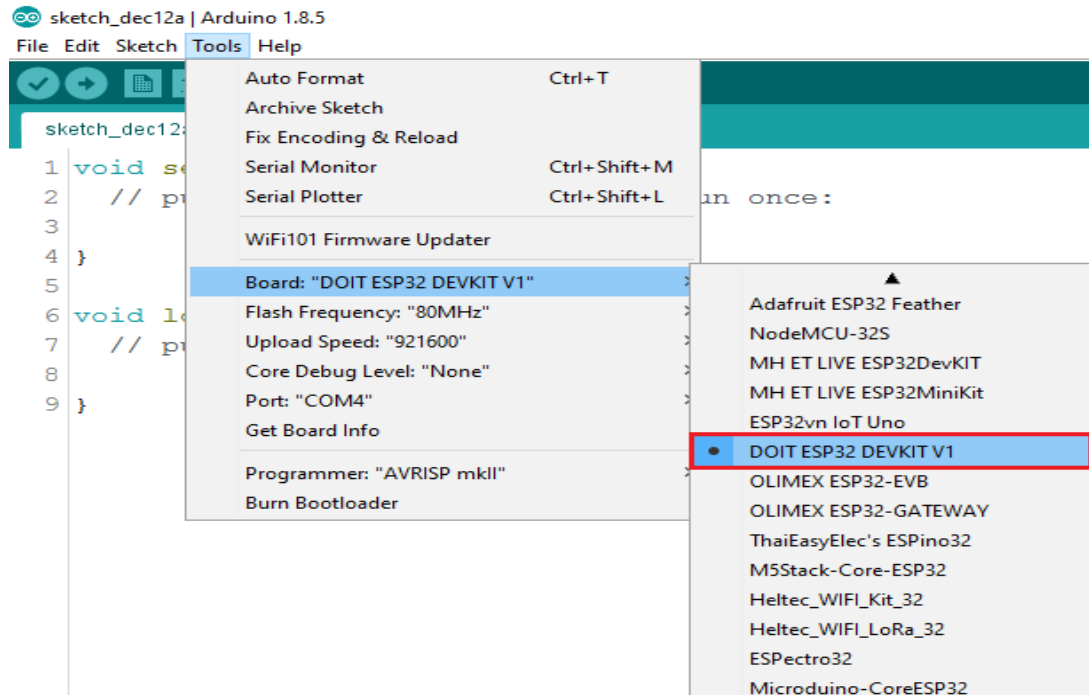 sketch_dec12a | Arduino 1.8.5
File Edit Sketch Tools Help
sketch_dec12a
Auto Format Ctrl+T
Archive Sketch
Fix Encoding & Reload
Serial Monitor Ctrl+Shift+M
Serial Plotter Ctrl+Shift+L
WiFi101 Firmware Updater
Board: "DOIT ESP32 DEVKIT V1"
Flash Frequency: "80MHz"
Upload Speed: "921600"
Core Debug Level: "None"
Port: "COM4"
Get Board Info
Programmer: "AVRISP mkII"
Burn Bootloader
1 void
2 // once:
3
4 }
5
6 void
7 //
8
9 }
Adafruit ESP32 Feather
NodeMCU-32S
MH ET LIVE ESP32DevKIT
MH ET LIVE ESP32MiniKit
ESP32vn IoT Uno
DOIT ESP32 DEVKIT V1
OLIMEX ESP32-EVB
OLIMEX ESP32-GATEWAY
ThaiEasyElec's ESPino32
M5Stack-Core-ESP32
Heltec_WIFI_Kit_32
Heltec_WIFI_LoRa_32
ESPectro32
Microduino-CoreESP32